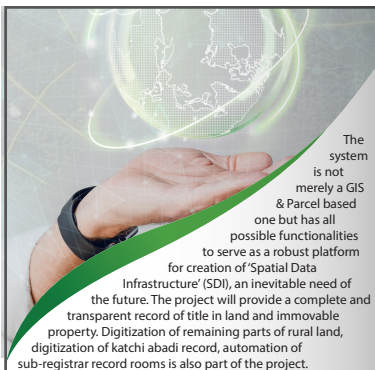 The
system
is not
merely a GIS
& Parcel based
one but has all
possible functionalities
to serve as a robust platform
for creation of ‘Spatial Data
Infrastructure’ (SDI), an inevitable need of
the future. The project will provide a complete and
transparent record of title in land and immovable
property. Digitization of remaining parts of rural land,
digitization of katchi abadi record, automation of
sub-registrar record rooms is also part of the project.